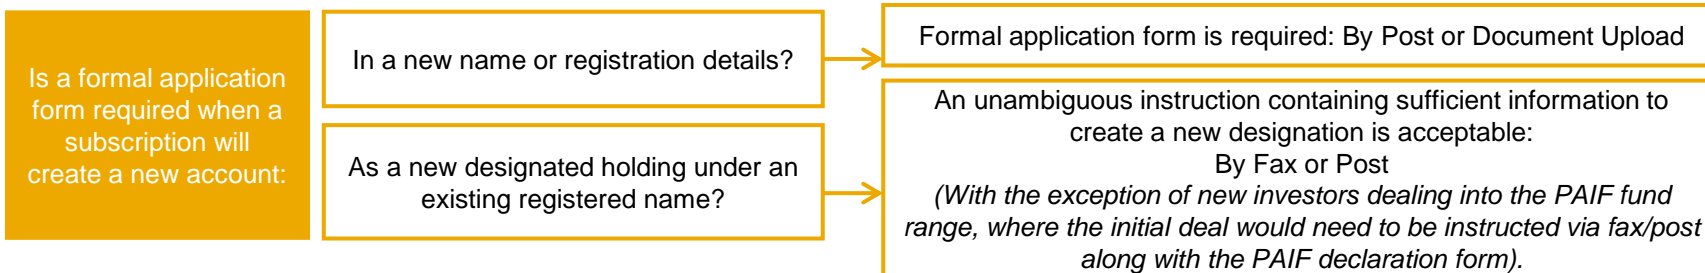 Is a formal application
form required when a
subscription will
create a new account:
In a new name or registration details?
Formal application form is required: By Post or Document Upload
As a new designated holding under an
existing registered name?
An unambiguous instruction containing sufficient information to
create a new designation is acceptable:
By Fax or Post
(With the exception of new investors dealing into the PAIF fund
range, where the initial deal would need to be instructed via fax/post
along with the PAIF declaration form).